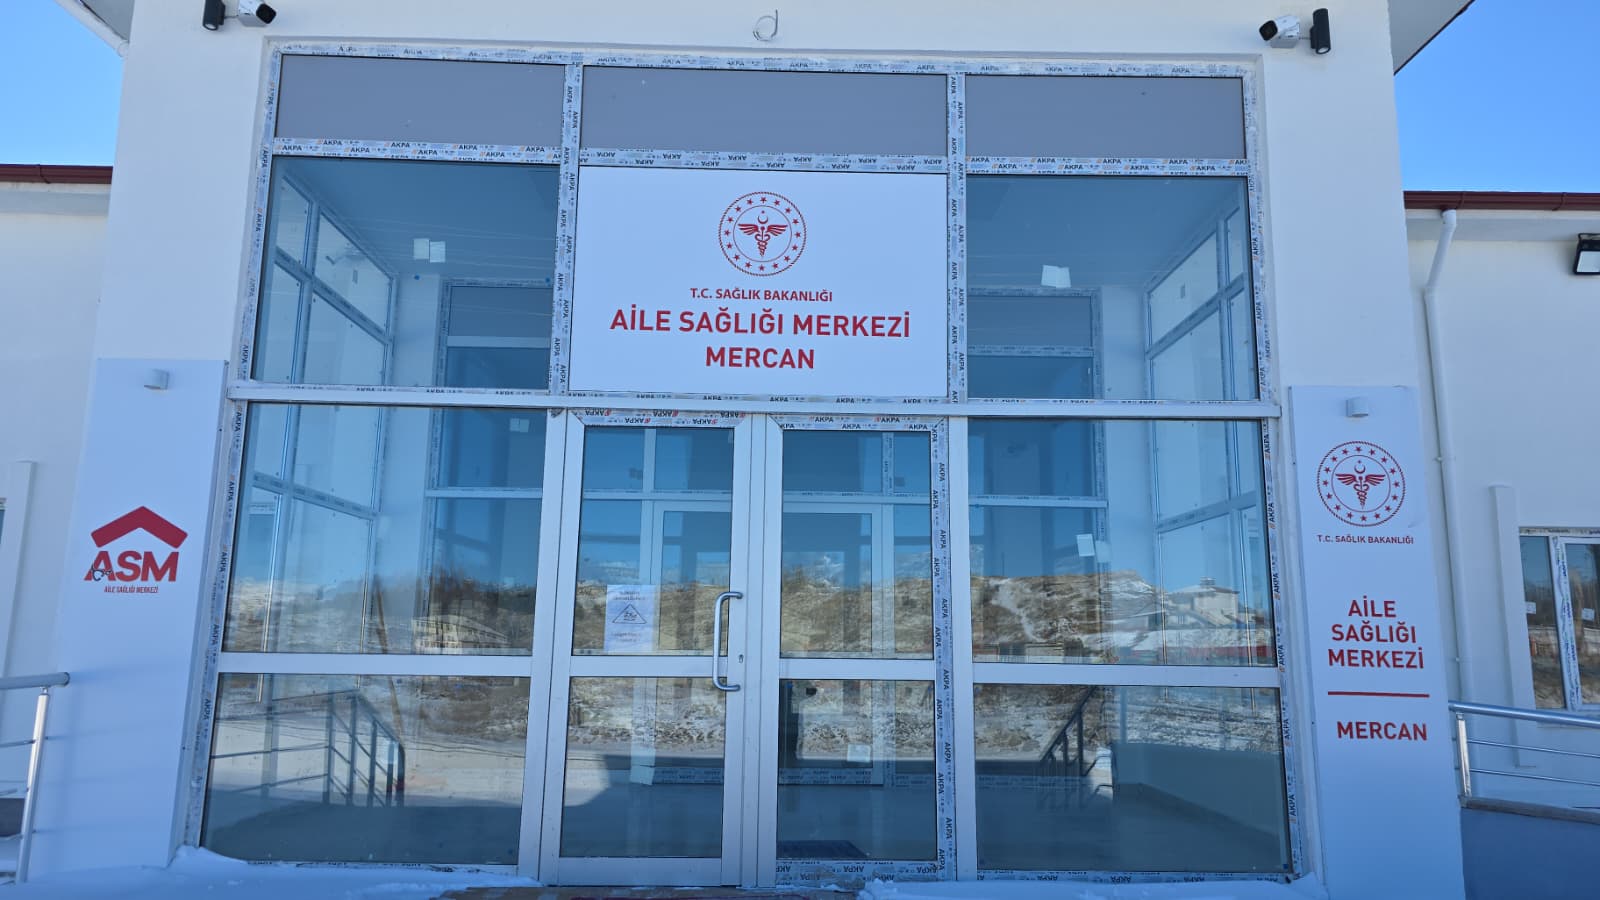 T.C. SAĞLIK BAKANLIĞI
AİLE SAĞLIĞI MERKEZİ
MERCAN
ASM
AİLE SAĞLIĞI MERKEZİ
T.C. SAĞLIK BAKANLIĞI
AİLE
SAĞLIĞI
MERKEZİ
MERCAN
AKPA